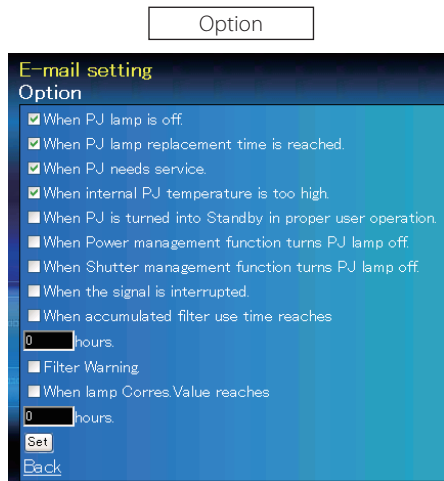 Option
E-mail setting
Option
When PJ lamp is off.
When PJ lamp replacement time is reached.
When PJ needs service.
When internal PJ temperature is too high.
When PJ is turned into Standby in proper user operation.
When Power management function turns PJ lamp off.
When Shutter management function turns PJ lamp off.
When the signal is interrupted.
When accumulated filter use time reaches
0 hours.
Filter Warning
When lamp Corres.Value reaches
0 hours.
Set
Back